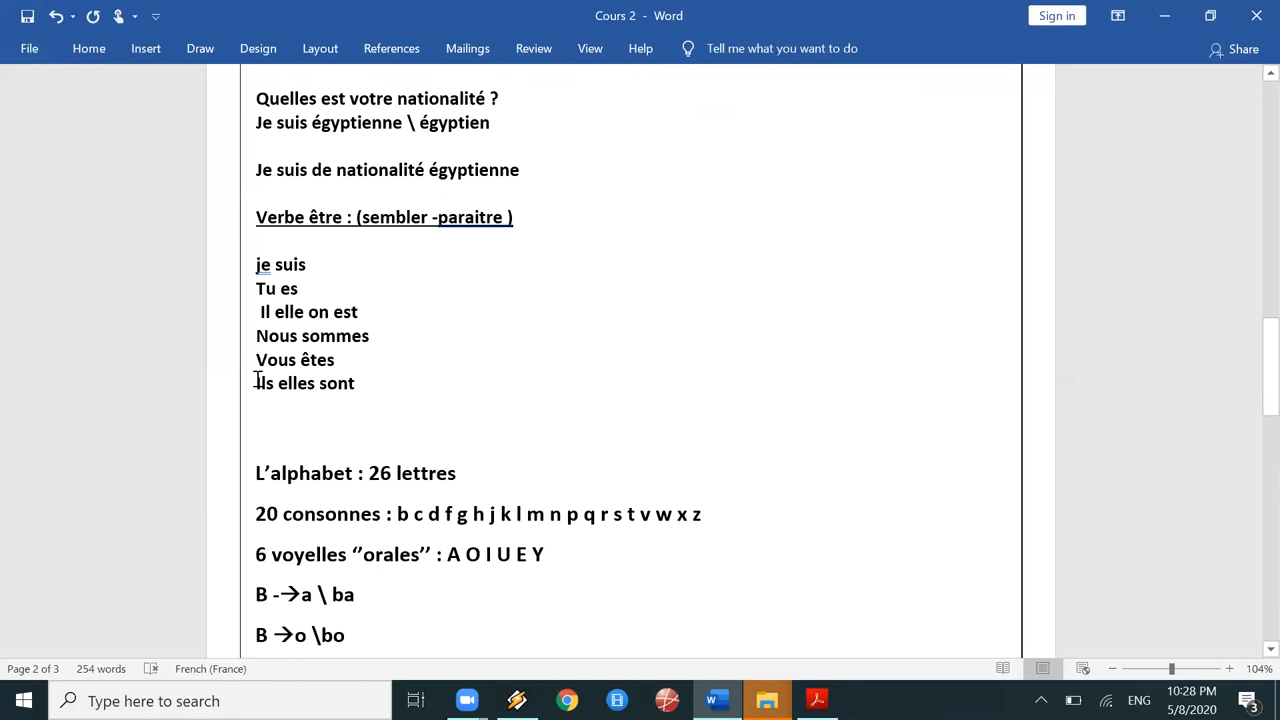 Cours 2 - Word
Sign in
File Home Insert Draw Design Layout References Mailings Review View Help Tell me what you want to do Share
Quelles est votre nationalité ?
Je suis égyptienne \ égyptien
Je suis de nationalité égyptienne
Verbe être : (sembler -paraitre )
je suis
Tu es
Il elle on est
Nous sommes
Vous êtes
Ils elles sont
L’alphabet : 26 lettres
20 consonnes : b c d f g h j k l m n p q r s t v w x z
6 voyelles ‘’orales’’ : A O I U E Y
B -→a \ ba
B →o \bo
Page 2 of 3 254 words French (France) 104%
Type here to search
ENG
10:28 PM
5/8/2020
3